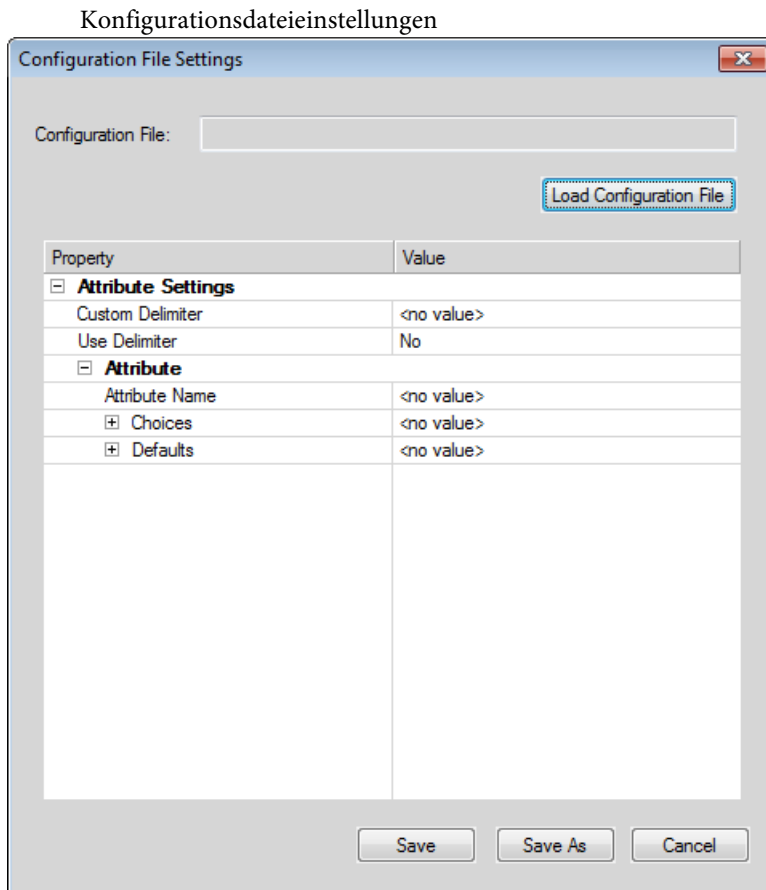 Konfigurationsdateieinstellungen
Configuration File Settings
Configuration File:
Load Configuration File
Property Value
Attribute Settings
Custom Delimiter <no value>
Use Delimiter No
Attribute
Attribute Name <no value>
Choices <no value>
Defaults <no value>
Save Save As Cancel